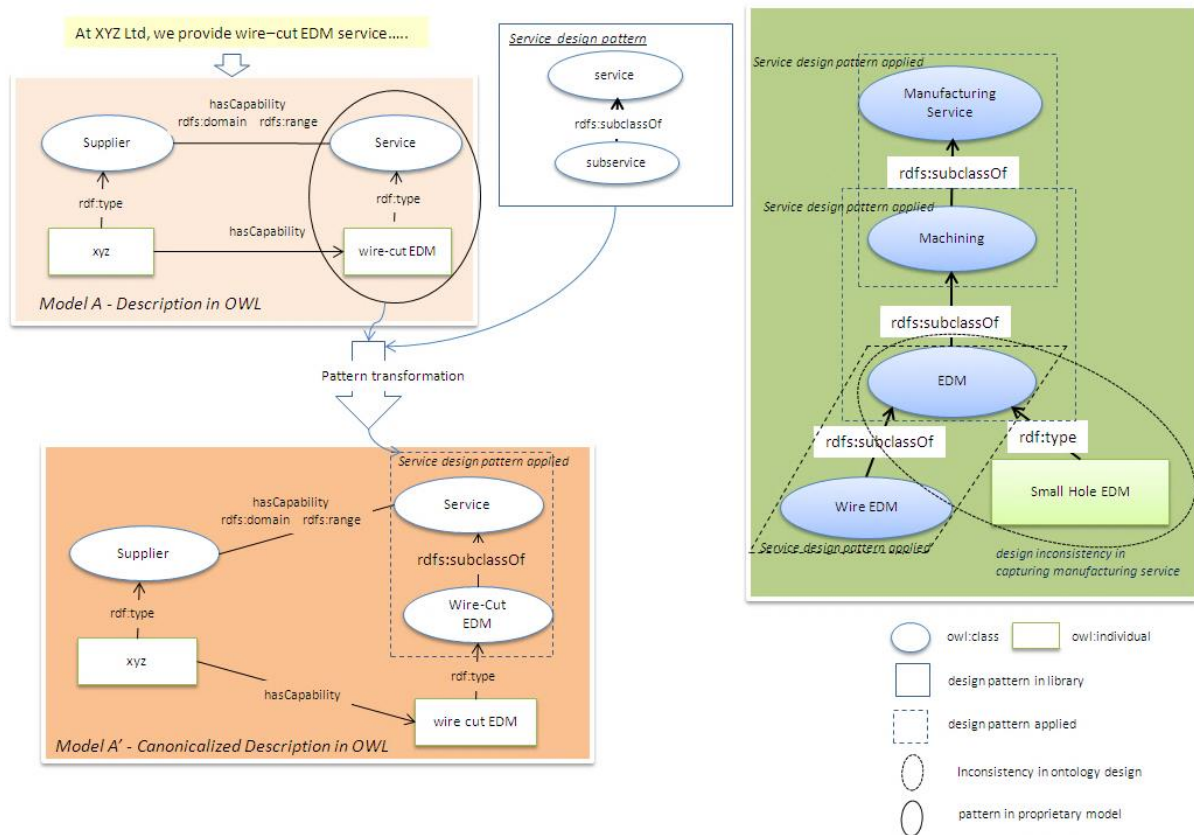 At XYZ Ltd, we provide wire–cut EDM service.....
hasCapability
rdfs:domain rdfs:range
Supplier
Service
rdf:type
rdf:type
hasCapability
xyz
wire-cut EDM
Model A - Description in OWL
Service design pattern
service
rdfs:subclassOf
subservice
Pattern transformation
Service design pattern applied
hasCapability
rdfs:domain rdfs:range
Service
Supplier
rdfs:subclassOf
Wire-Cut
EDM
rdf:type
xyz
rdf:type
hasCapability
wire cut EDM
Model A’ - Canonicalized Description in OWL
Service design pattern applied
Manufacturing
Service
rdfs:subclassOf
Service design pattern applied
Machining
rdfs:subclassOf
EDM
rdfs:subclassOf
rdf:type
Wire EDM
Small Hole EDM
Service design pattern applied
design inconsistency in
capturing manufacturing service
owl:class
owl:individual
design pattern in library
design pattern applied
Inconsistency in ontology design
pattern in proprietary model